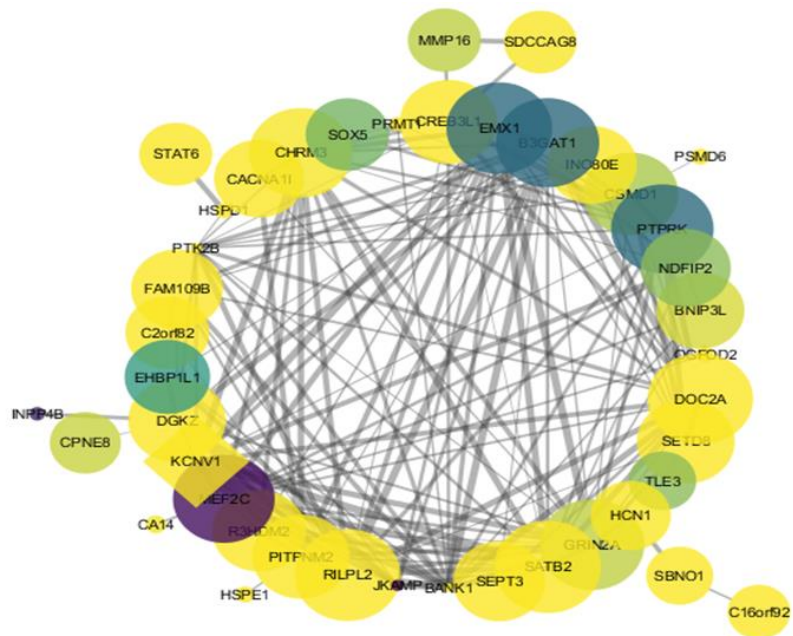 MMP16
SDCCAG8
PRMT1
CREB3L1
EMX1
B3GAT1
SOX5
CHRM3
STAT6
CACNA1I
INO80E
PSMD6
CSMD1
HSPD1
PTPRK
PTK2B
NDFIP2
FAM109B
BNIP3L
C2orf82
OGFOD2
EHBP1L1
DOC2A
INPP4B
DGKZ
CPNE8
SETD8
KCNV1
TLE3
MEF2C
HCN1
CA14
R3HDM2
GRIN2A
PITPNM2
SATB2
RILPL2
SEPT3
SBNO1
JKAMP
BANK1
HSPE1
C16orf92